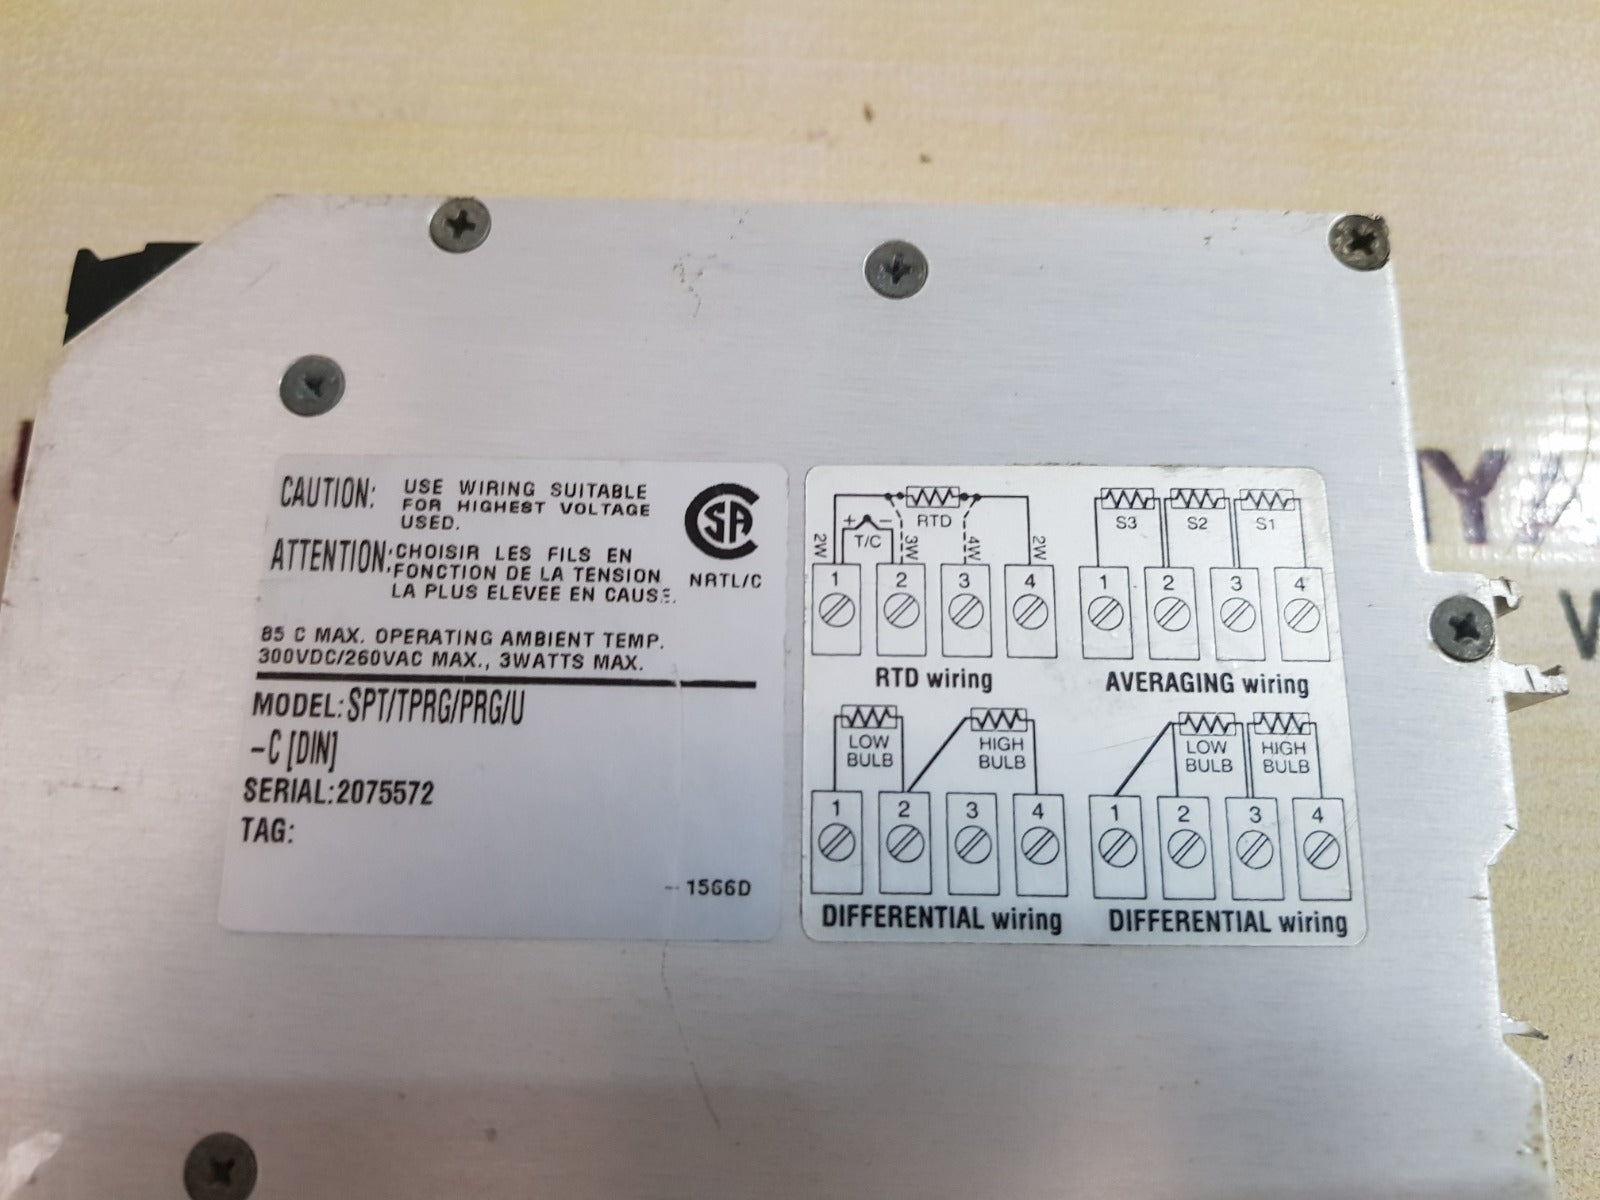 CAUTION: USE WIRING SUITABLE
FOR HIGHEST VOLTAGE
USED.
ATTENTION: CHOISIR LES FILS EN
FONCTION DE LA TENSION
LA PLUS ELEVEE EN CAUSE.
SA
NRTL/C
85 C MAX. OPERATING AMBIENT TEMP.
300VDC/260VAC MAX., 3WATTS MAX.
MODEL: SPT/TPRG/PRG/U
-C [DIN]
SERIAL: 2075572
TAG:
RTD
+ -
T/C
2W 3W 4W 2W
1 2 3 4
RTD wiring
S3 S2 S1
1 2 3 4
AVERAGING wiring
LOW BULB
HIGH BULB
1 2 3 4
DIFFERENTIAL wiring
LOW BULB
HIGH BULB
1 2 3 4
DIFFERENTIAL wiring